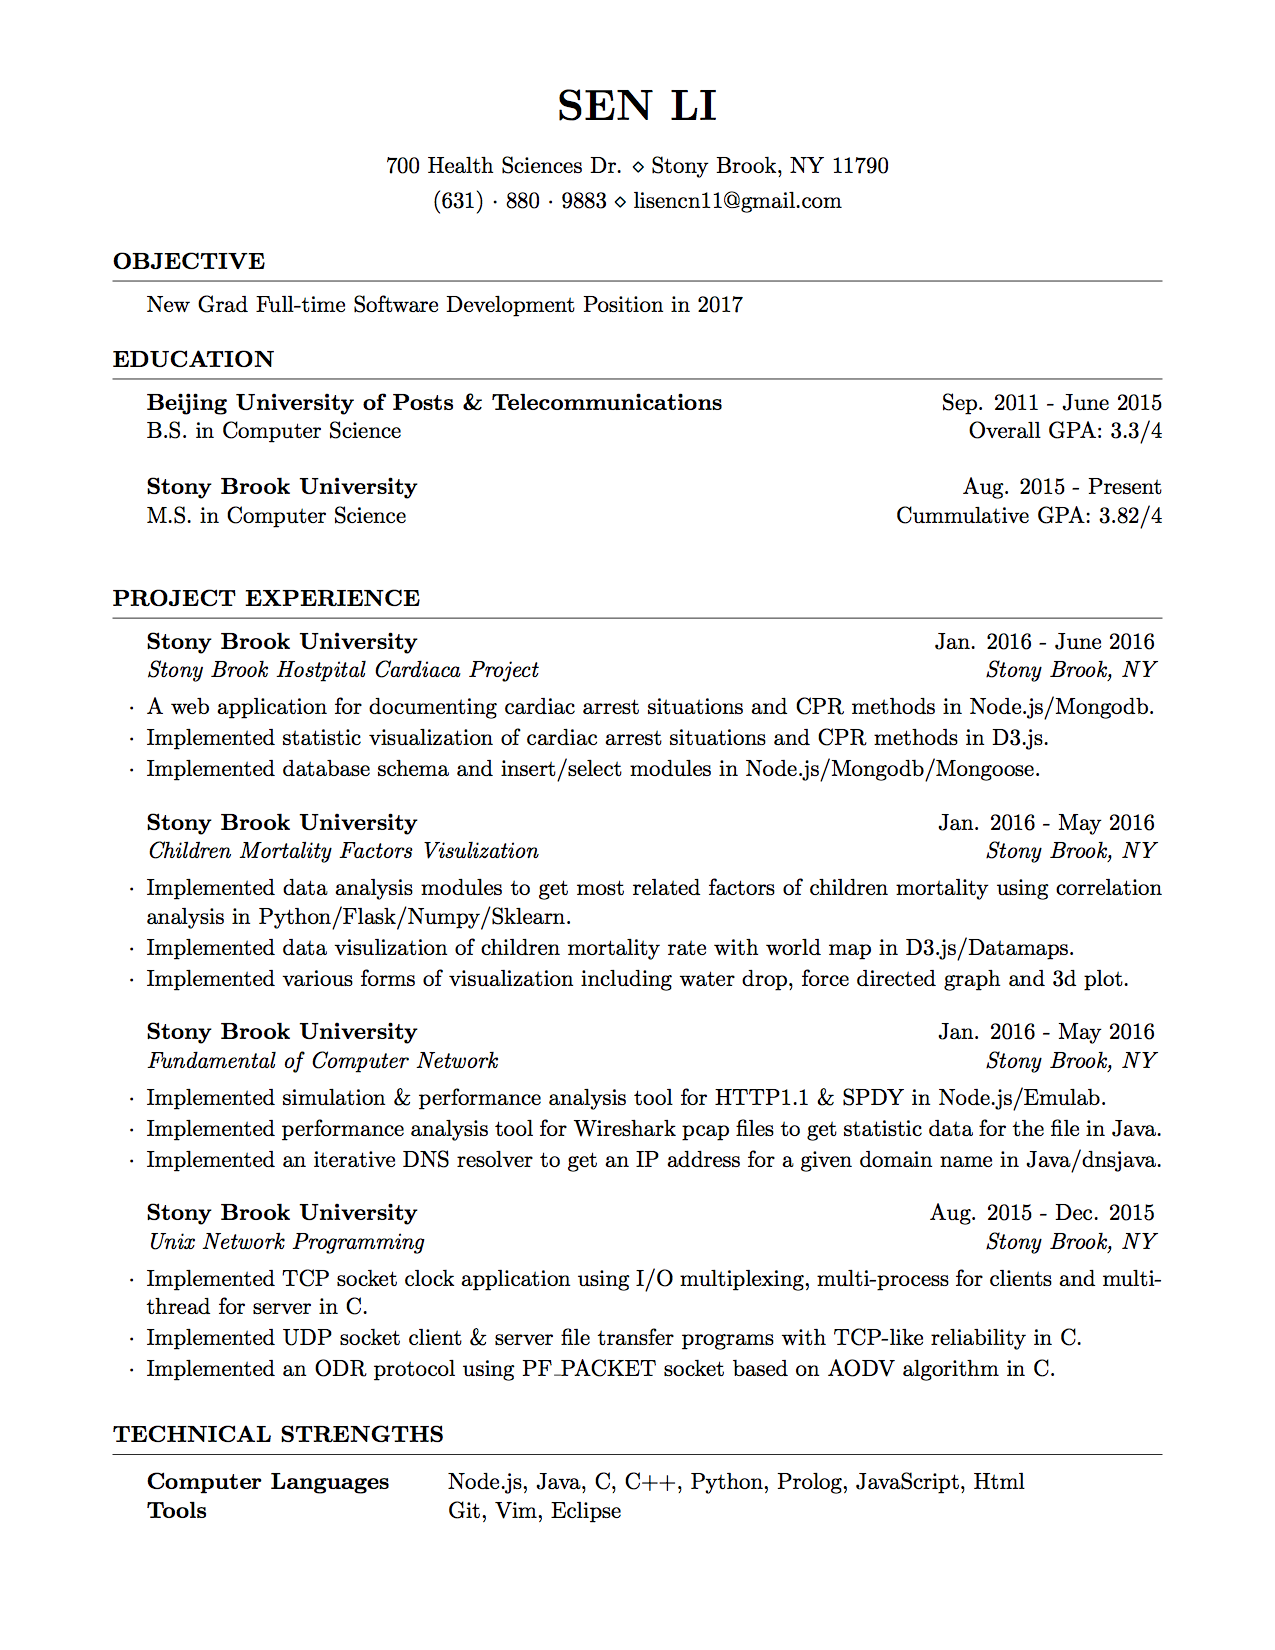 SEN LI
700 Health Sciences Dr. ⋄ Stony Brook, NY 11790
(631) · 880 · 9883 ⋄ lisencn11@gmail.com
OBJECTIVE
New Grad Full-time Software Development Position in 2017
EDUCATION
Beijing University of Posts & Telecommunications Sep. 2011 - June 2015
B.S. in Computer Science Overall GPA: 3.3/4
Stony Brook University Aug. 2015 - Present
M.S. in Computer Science Cummulative GPA: 3.82/4
PROJECT EXPERIENCE
Stony Brook University Jan. 2016 - June 2016
Stony Brook Hostpital Cardiaca Project Stony Brook, NY
· A web application for documenting cardiac arrest situations and CPR methods in Node.js/Mongodb.
· Implemented statistic visualization of cardiac arrest situations and CPR methods in D3.js.
· Implemented database schema and insert/select modules in Node.js/Mongodb/Mongoose.
Stony Brook University Jan. 2016 - May 2016
Children Mortality Factors Visulization Stony Brook, NY
· Implemented data analysis modules to get most related factors of children mortality using correlation
analysis in Python/Flask/Numpy/Sklearn.
· Implemented data visulization of children mortality rate with world map in D3.js/Datamaps.
· Implemented various forms of visualization including water drop, force directed graph and 3d plot.
Stony Brook University Jan. 2016 - May 2016
Fundamental of Computer Network Stony Brook, NY
· Implemented simulation & performance analysis tool for HTTP1.1 & SPDY in Node.js/Emulab.
· Implemented performance analysis tool for Wireshark pcap files to get statistic data for the file in Java.
· Implemented an iterative DNS resolver to get an IP address for a given domain name in Java/dnsjava.
Stony Brook University Aug. 2015 - Dec. 2015
Unix Network Programming Stony Brook, NY
· Implemented TCP socket clock application using I/O multiplexing, multi-process for clients and multi-
thread for server in C.
· Implemented UDP socket client & server file transfer programs with TCP-like reliability in C.
· Implemented an ODR protocol using PF_PACKET socket based on AODV algorithm in C.
TECHNICAL STRENGTHS
Computer Languages Node.js, Java, C, C++, Python, Prolog, JavaScript, Html
Tools Git, Vim, Eclipse